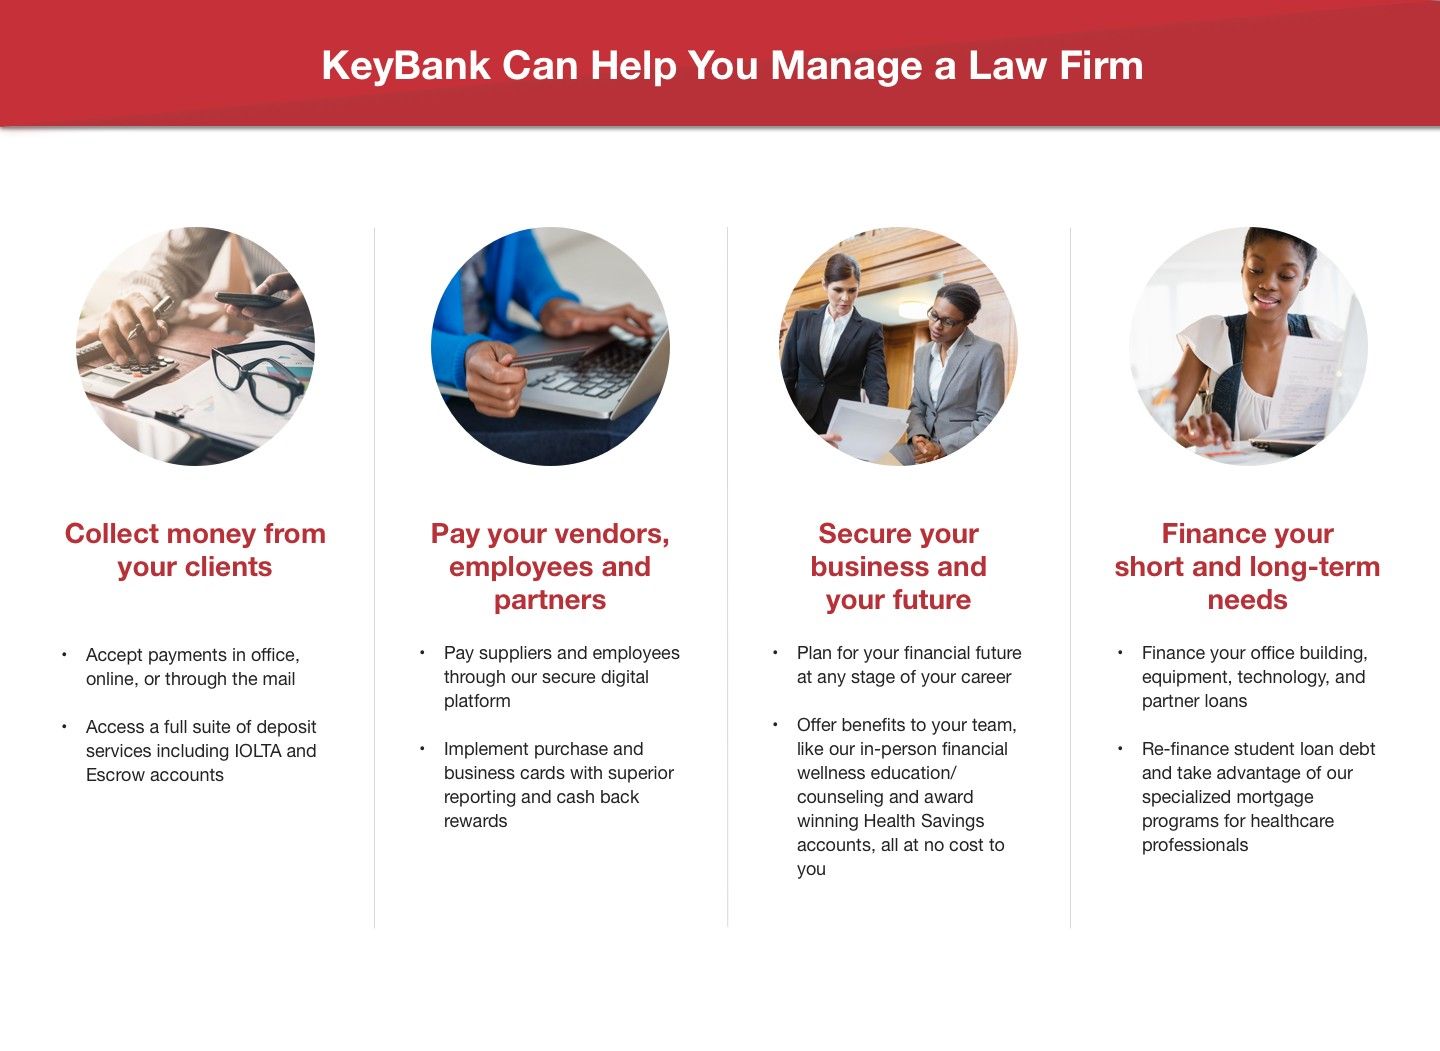 KeyBank Can Help You Manage a Law Firm
Collect money from
your clients
• Accept payments in office,
online, or through the mail
• Access a full suite of deposit
services including IOLTA and
Escrow accounts
Pay your vendors,
employees and
partners
• Pay suppliers and employees
through our secure digital
platform
• Implement purchase and
business cards with superior
reporting and cash back
rewards
Secure your
business and
your future
• Plan for your financial future
at any stage of your career
• Offer benefits to your team,
like our in-person financial
wellness education/
counseling and award
winning Health Savings
accounts, all at no cost to
you
Finance your
short and long-term
needs
• Finance your office building,
equipment, technology, and
partner loans
• Re-finance student loan debt
and take advantage of our
specialized mortgage
programs for healthcare
professionals